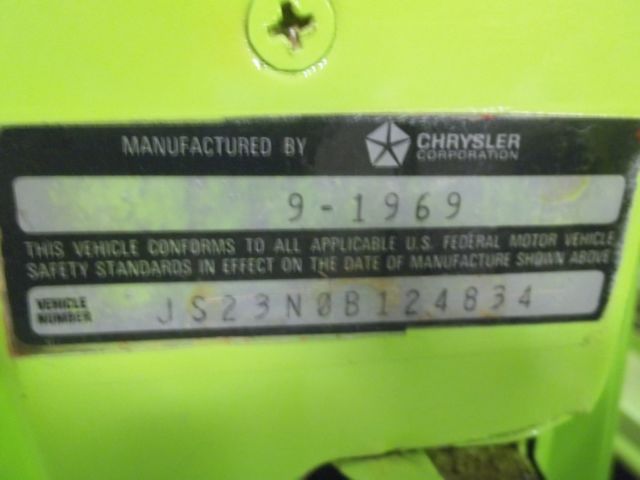 MANUFACTURED BY CHRYSLER CORPORATION
9-1969
THIS VEHICLE CONFORMS TO ALL APPLICABLE U.S. FEDERAL MOTOR VEHICLE
SAFETY STANDARDS IN EFFECT ON THE DATE OF MANUFACTURE SHOWN ABOVE
VEHICLE NUMBER JS23N0B124834